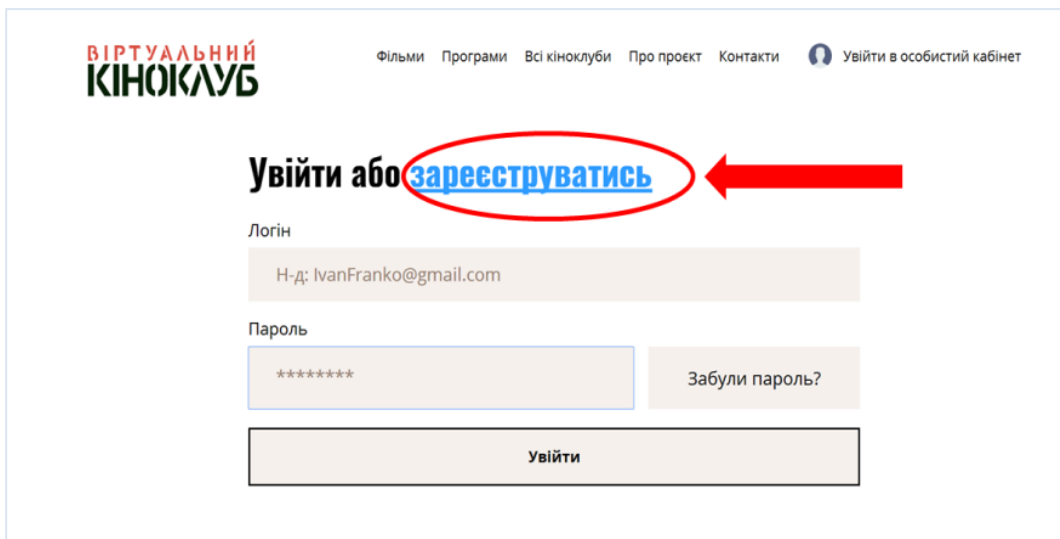 ВІРТУАЛЬНИЙ
КІНОКЛУБ
Фільми Програми Всі кіноклуби Про проєкт Контакти Увійти в особистий кабінет
Увійти або зареєструватись
Логін
Н-д: IvanFranko@gmail.com
Пароль
******** Забули пароль?
Увійти